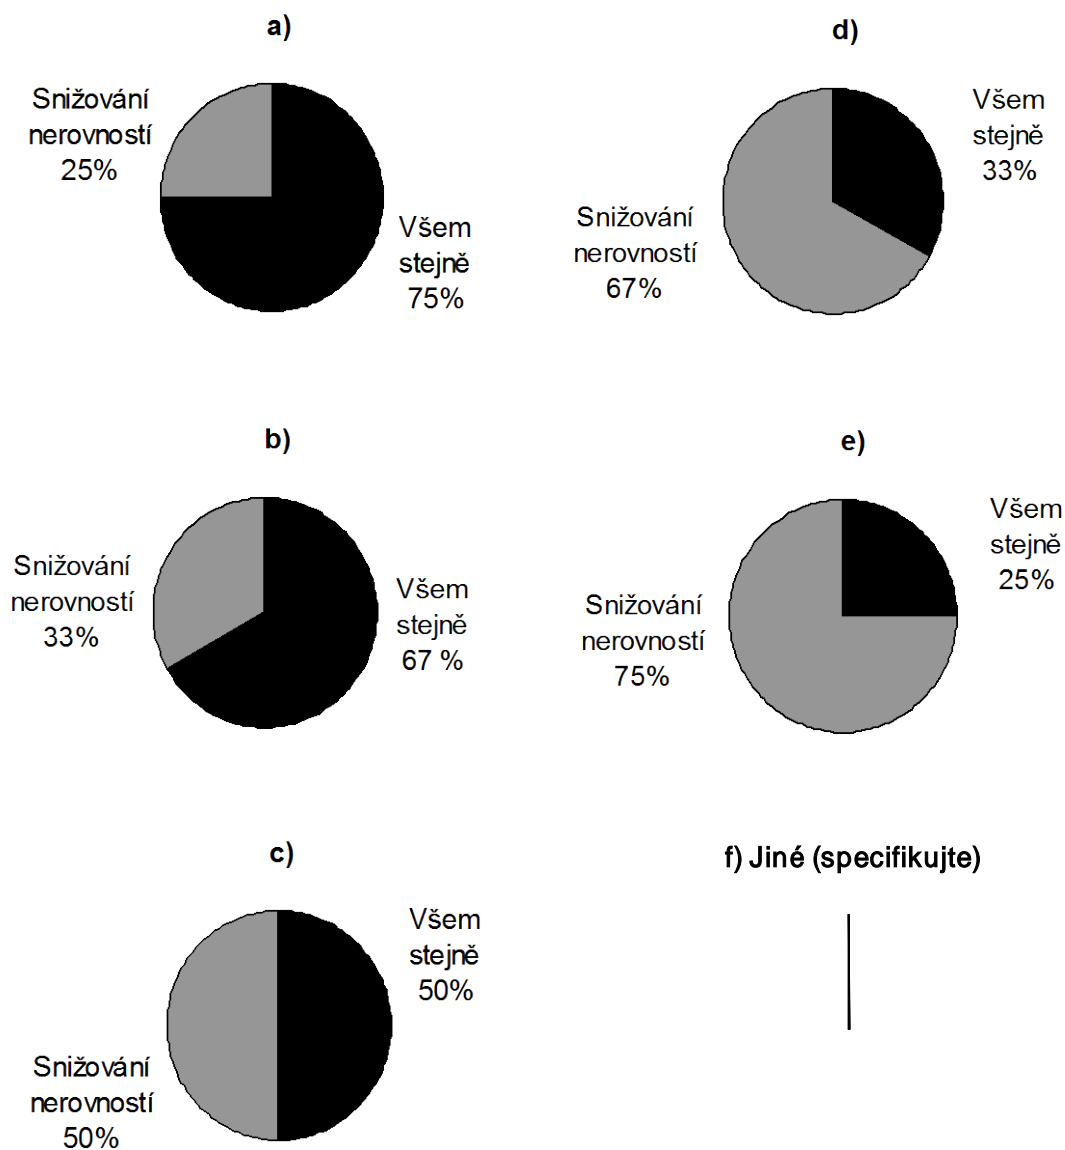 a)
Snižování
nerovností
25%
Všem
stejně
75%
b)
Snižování
nerovností
33%
Všem
stejně
67 %
c)
Všem
stejně
50%
Snižování
nerovností
50%
d)
Všem
stejně
33%
Snižování
nerovností
67%
e)
Všem
stejně
25%
Snižování
nerovností
75%
f) Jiné (specifikujte)